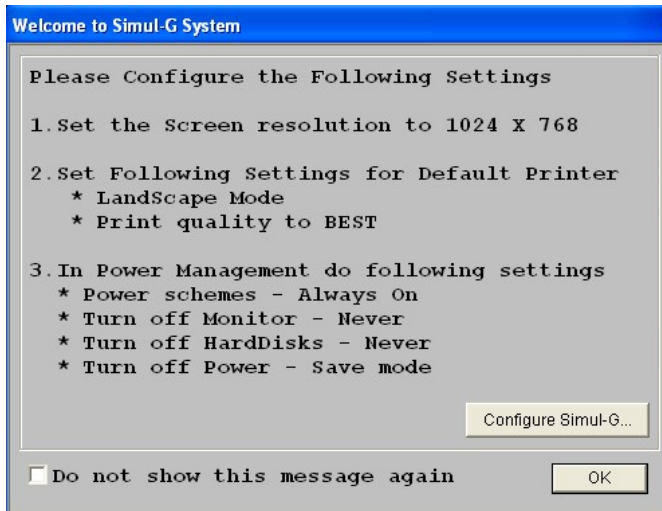 Welcome to Simul-G System
Please Configure the Following Settings
1.Set the Screen resolution to 1024 X 768
2.Set Following Settings for Default Printer
* LandScape Mode
* Print quality to BEST
3.In Power Management do following settings
* Power schemes - Always On
* Turn off Monitor - Never
* Turn off HardDisks - Never
* Turn off Power - Save mode
Configure Simul-G...
Do not show this message again
OK